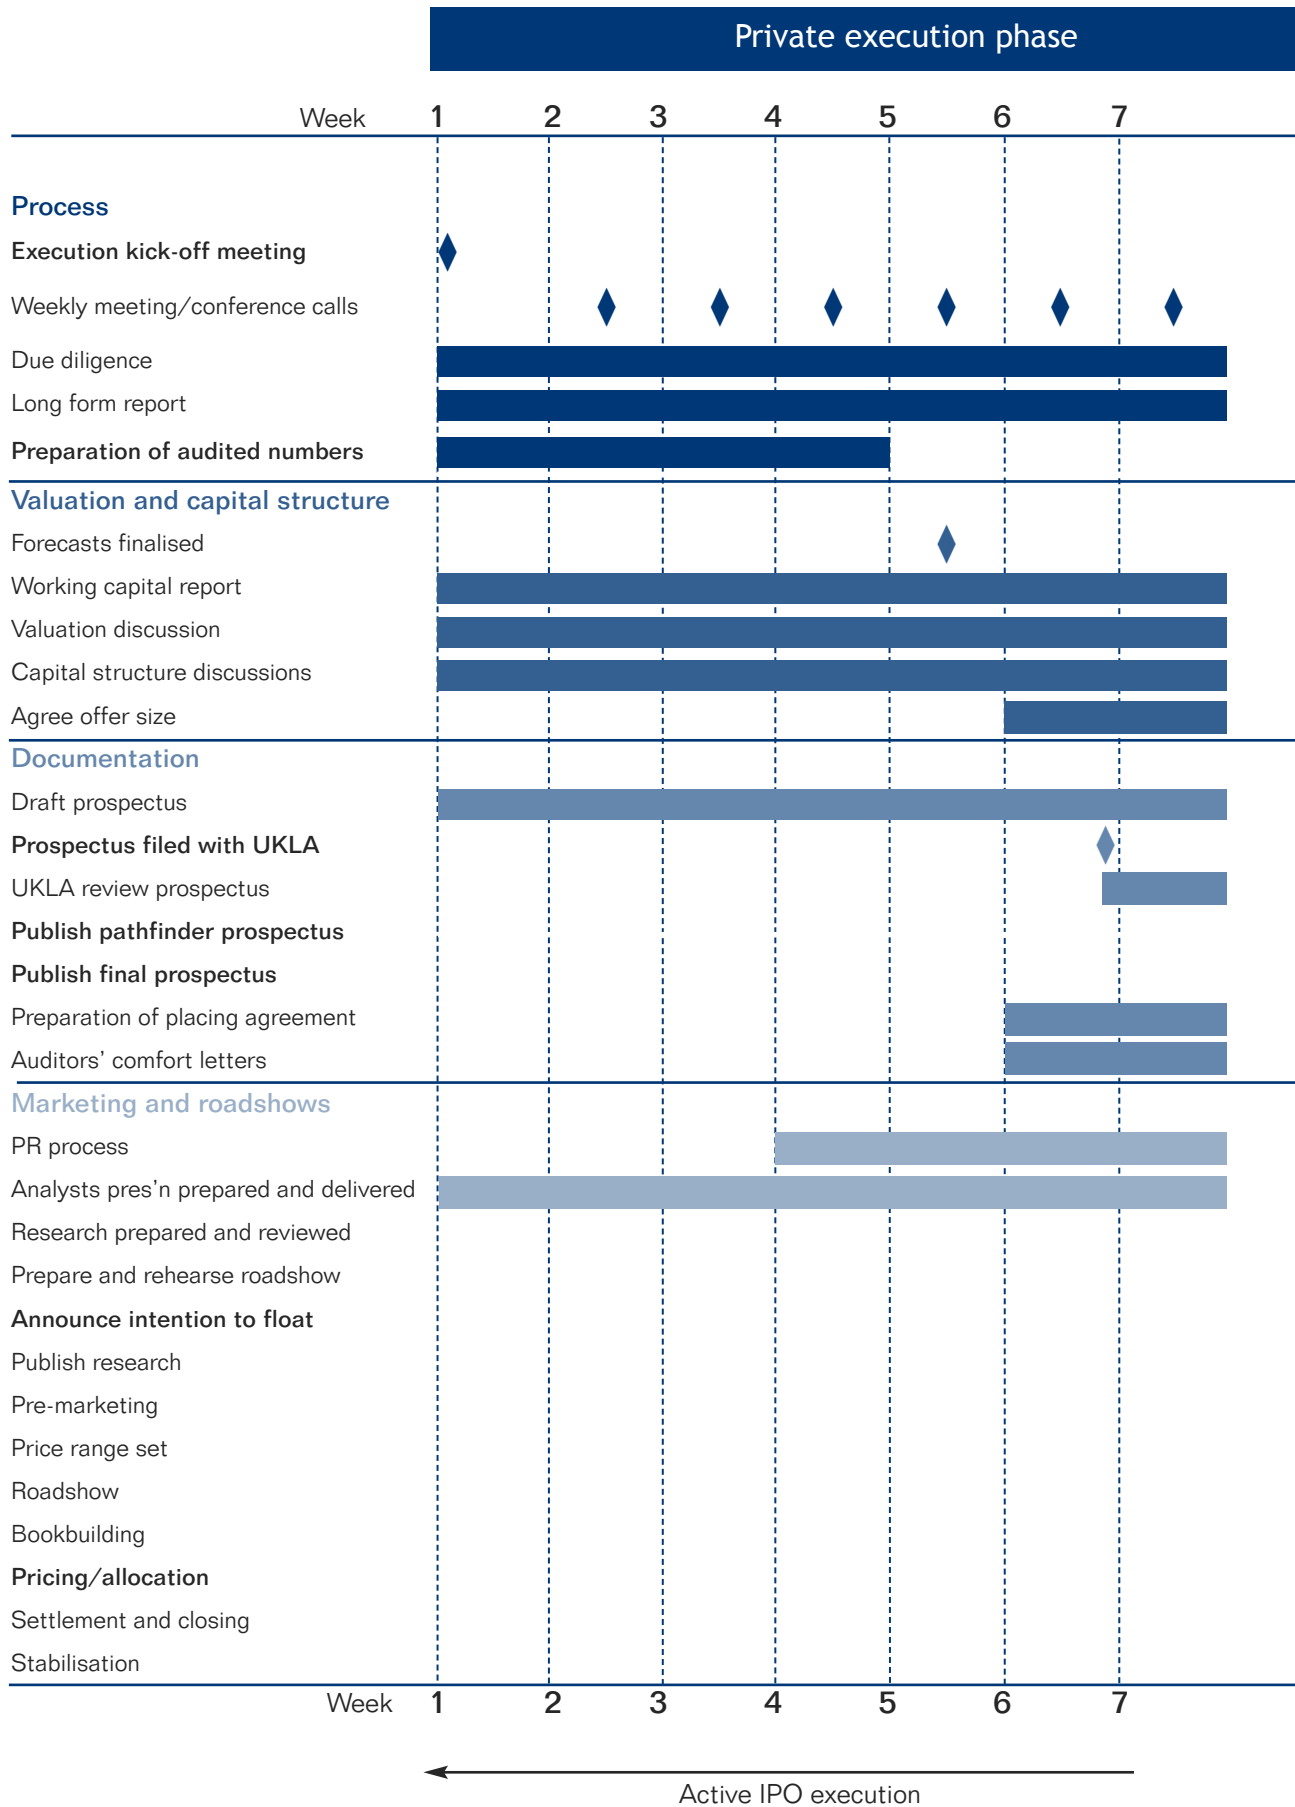 Private execution phase
Week 1 2 3 4 5 6 7
Process
Execution kick-off meeting
Weekly meeting/conference calls
Due diligence
Long form report
Preparation of audited numbers
Valuation and capital structure
Forecasts finalised
Working capital report
Valuation discussion
Capital structure discussions
Agree offer size
Documentation
Draft prospectus
Prospectus filed with UKLA
UKLA review prospectus
Publish pathfinder prospectus
Publish final prospectus
Preparation of placing agreement
Auditors’ comfort letters
Marketing and roadshows
PR process
Analysts pres’n prepared and delivered
Research prepared and reviewed
Prepare and rehearse roadshow
Announce intention to float
Publish research
Pre-marketing
Price range set
Roadshow
Bookbuilding
Pricing/allocation
Settlement and closing
Stabilisation
Week 1 2 3 4 5 6 7
Active IPO execution